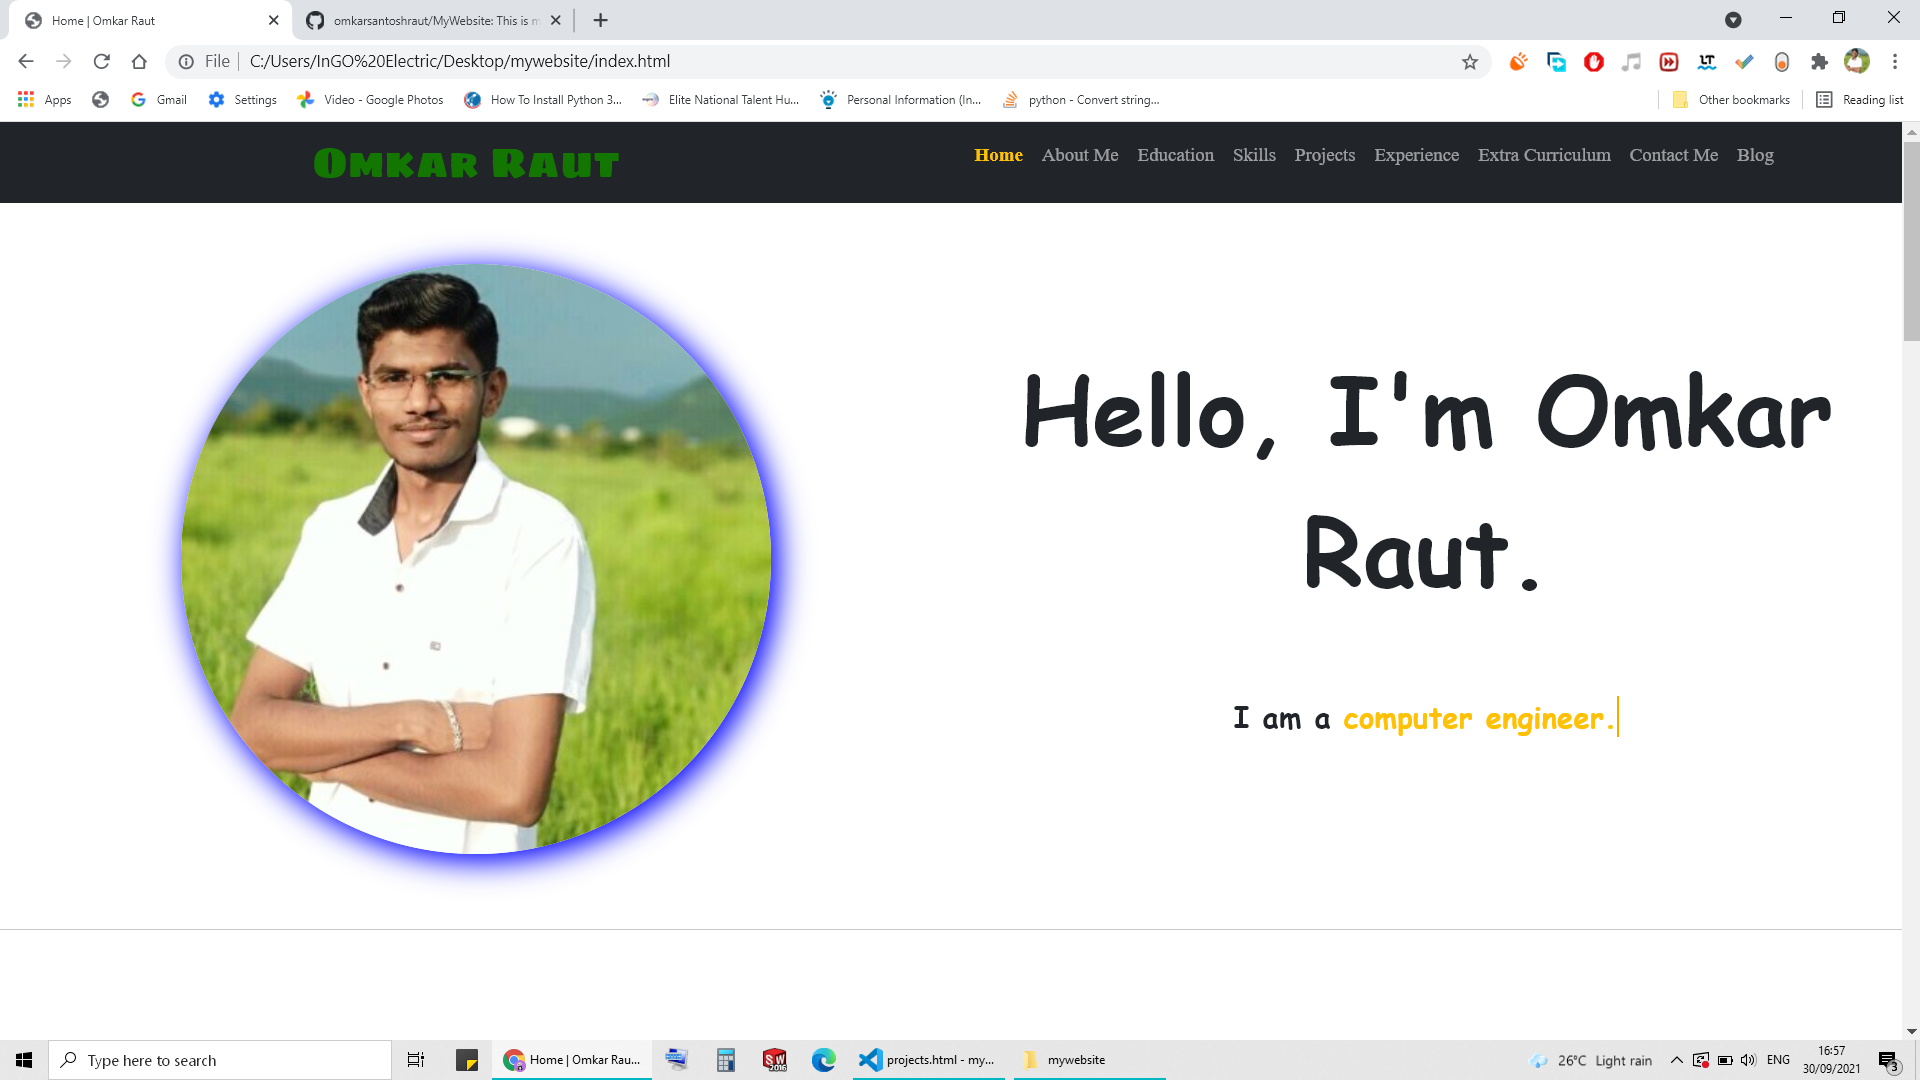 Home | Omkar Raut
omkarsantoshraut/MyWebsite: This is m
File
C:/Users/InGO%20Electric/Desktop/mywebsite/index.html
Apps
Gmail
Settings
Video - Google Photos
How To Install Python 3...
Elite National Talent Hu...
Personal Information (In...
python - Convert string...
Other bookmarks
Reading list
Omkar Raut
Home About Me Education Skills Projects Experience Extra Curriculum Contact Me Blog
Hello, I'm Omkar
Raut.
I am a computer engineer.
Type here to search
Home | Omkar Rau...
SW
2016
projects.html - my...
mywebsite
26°C Light rain
ENG
16:57
30/09/2021
3